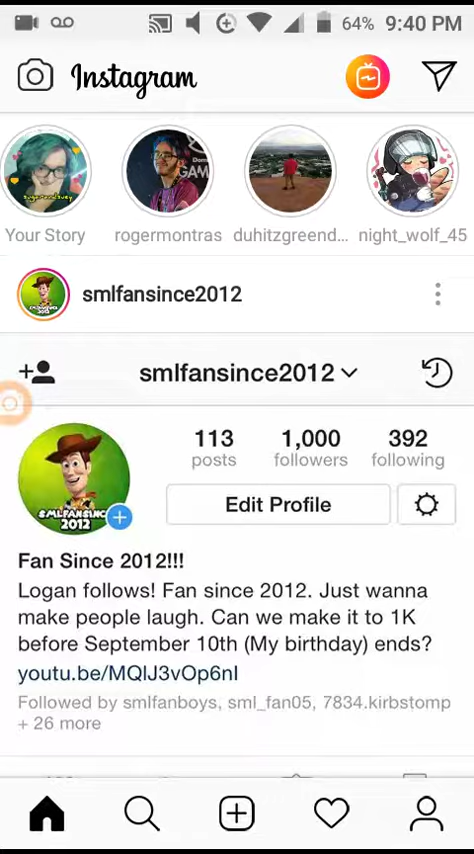 64% 9:40 PM
Instagram
Your Story
rogermontras
duhitzgreend...
night_wolf_45
smlfansince2012
smlfansince2012
113
posts
1,000
followers
392
following
Edit Profile
2012
Fan Since 2012!!!
Logan follows! Fan since 2012. Just wanna
make people laugh. Can we make it to 1K
before September 10th (My birthday) ends?
youtu.be/MQlJ3vOp6nI
Followed by smlfanboys, sml_fan05, 7834.kirbstomp
+ 26 more